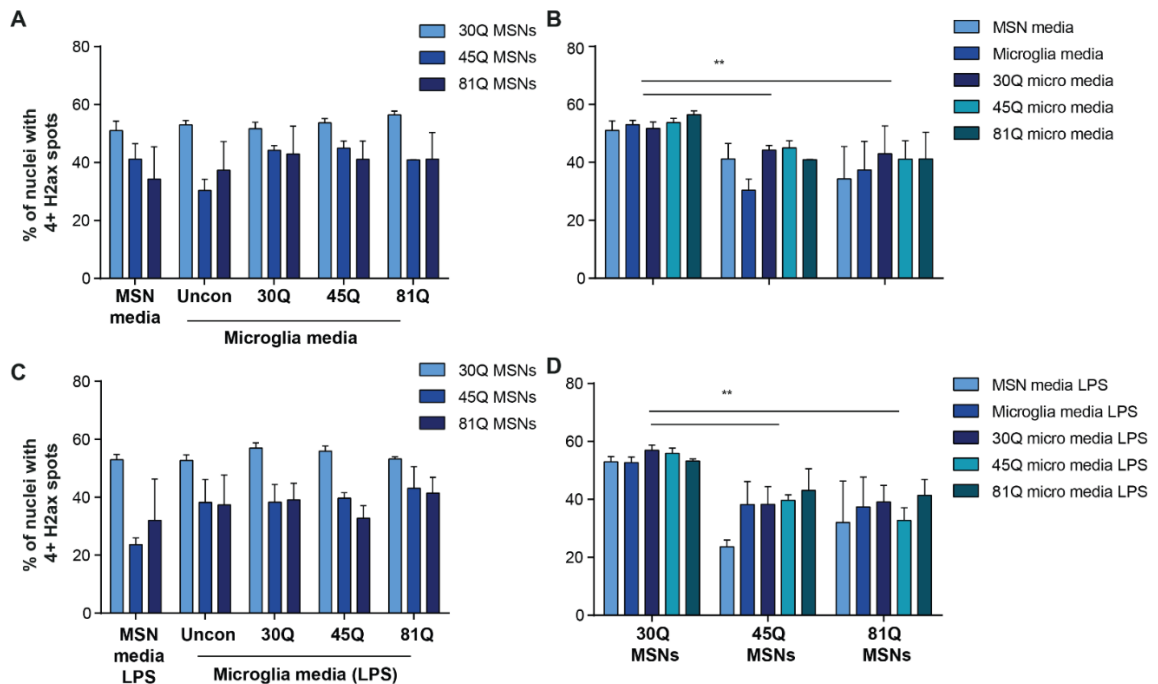 A
30Q MSNs
45Q MSNs
81Q MSNs
% of nuclei with
4+ H2ax spots
80
60
40
20
0
MSN
media
Uncon
30Q
45Q
81Q
Microglia media
B
MSN media
Microglia media
30Q micro media
45Q micro media
81Q micro media
**
80
60
40
20
0
C
30Q MSNs
45Q MSNs
81Q MSNs
% of nuclei with
4+ H2ax spots
80
60
40
20
0
MSN
media
LPS
Uncon
30Q
45Q
81Q
Microglia media (LPS)
D
MSN media LPS
Microglia media LPS
30Q micro media LPS
45Q micro media LPS
81Q micro media LPS
**
80
60
40
20
0
30Q
MSNs
45Q
MSNs
81Q
MSNs